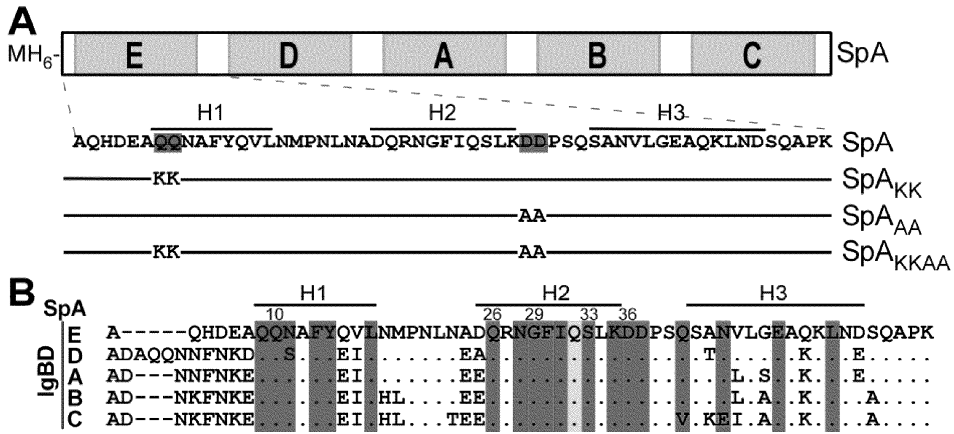 A
MH6- E D A B C SpA
H1 H2 H3
AQHDEAQQNAFYQVLNMPNLNADQRNGFIQSLKDDPSQSANVLGEAQKLNDSQAPK SpA
KK SpAKK
AA SpAAA
KK AA SpAKKAA
B
H1 H2 H3
SpA 10 26 29 33 36
IgBD
E A-----QHDEAQQNAFYQVLNMPNLNADQRNGFIQSLKDDPSQSANVLGEAQKLNDSQAPK
D ADAQQNNFNKD..S...EI.......EA................T......K...E......
A AD---NNFNKE......EI.......EE..................L.S..K...E......
B AD---NKFNKE......EI.HL....EE..................L.A..K....A.....
C AD---NKFNKE......EI.HL...TEE...............V.KEI.A..K....A.....